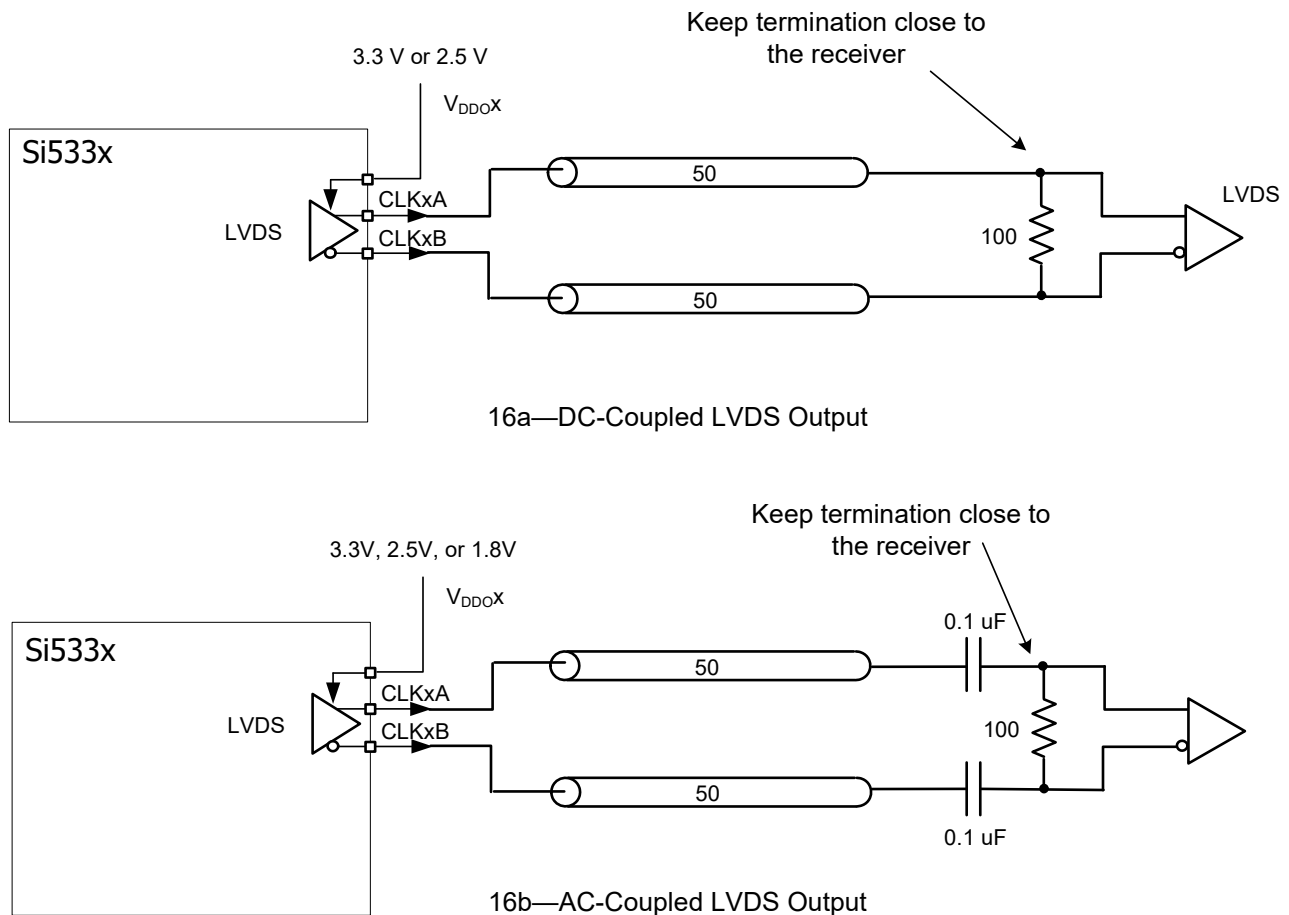 Keep termination close to
the receiver
3.3 V or 2.5 V
VDDOx
Si533x
LVDS
CLKxA
CLKxB
50
50
100
LVDS
16a—DC-Coupled LVDS Output
Keep termination close to
the receiver
3.3V, 2.5V, or 1.8V
VDDOx
Si533x
LVDS
CLKxA
CLKxB
50
50
0.1 uF
100
0.1 uF
16b—AC-Coupled LVDS Output